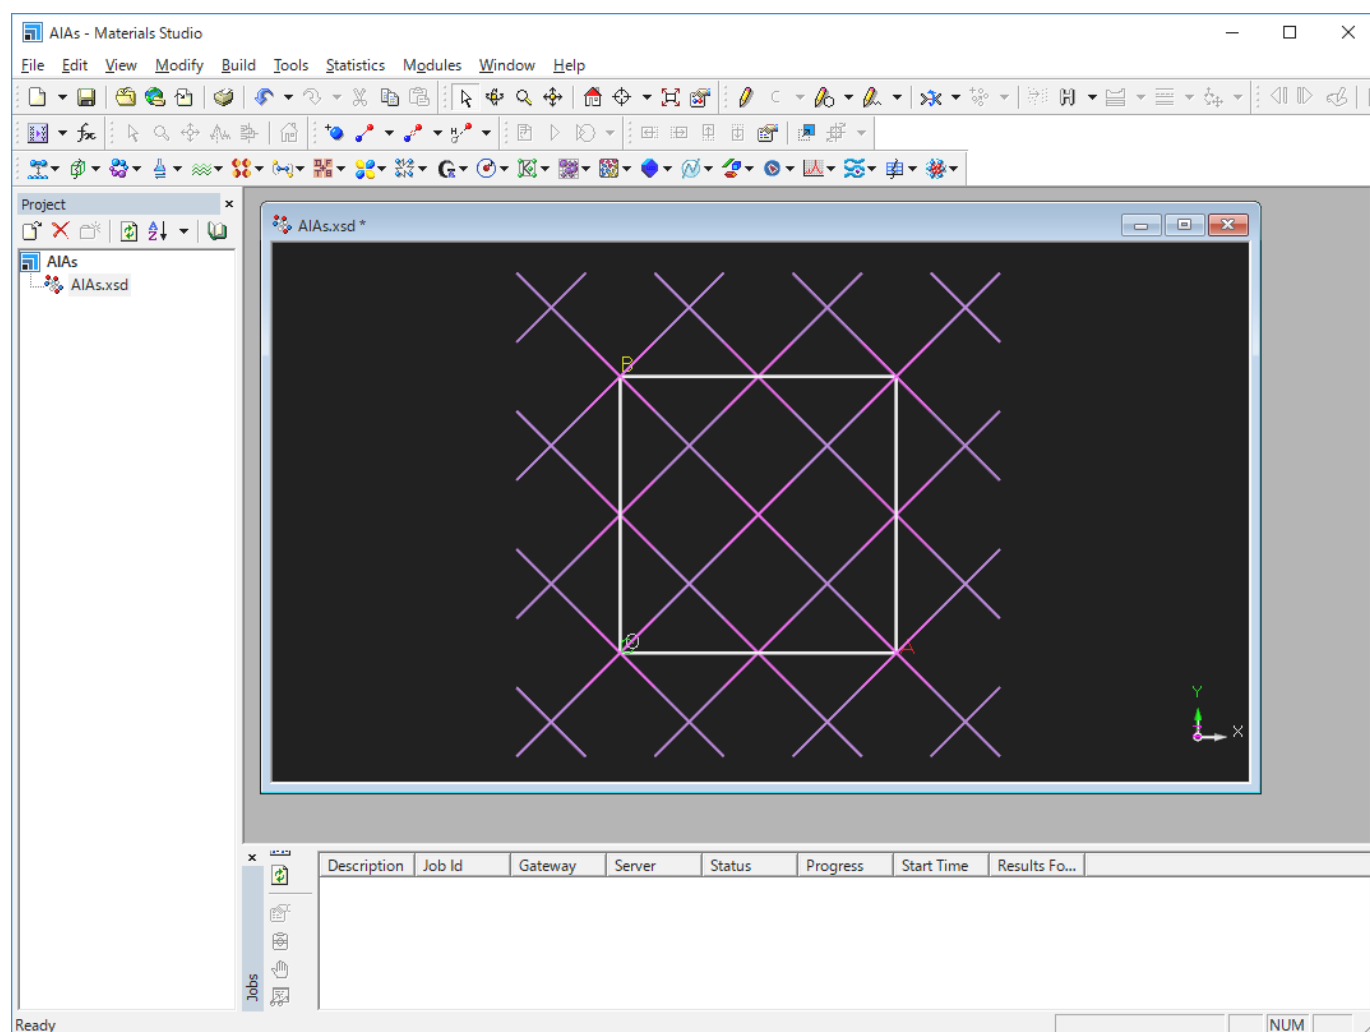 AlAs - Materials Studio
File Edit View Modify Build Tools Statistics Modules Window Help
Project
AlAs.xsd *
AlAs
AlAs.xsd
B
O
A
Y
X
Description Job Id Gateway Server Status Progress Start Time Results Fo...
Jobs
Ready
NUM